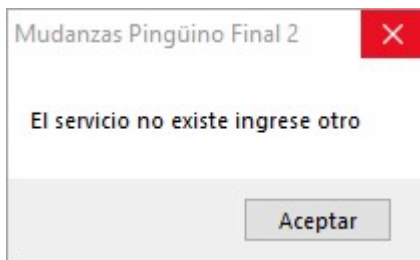 Mudanzas Pingüino Final 2
El servicio no existe ingrese otro
Aceptar